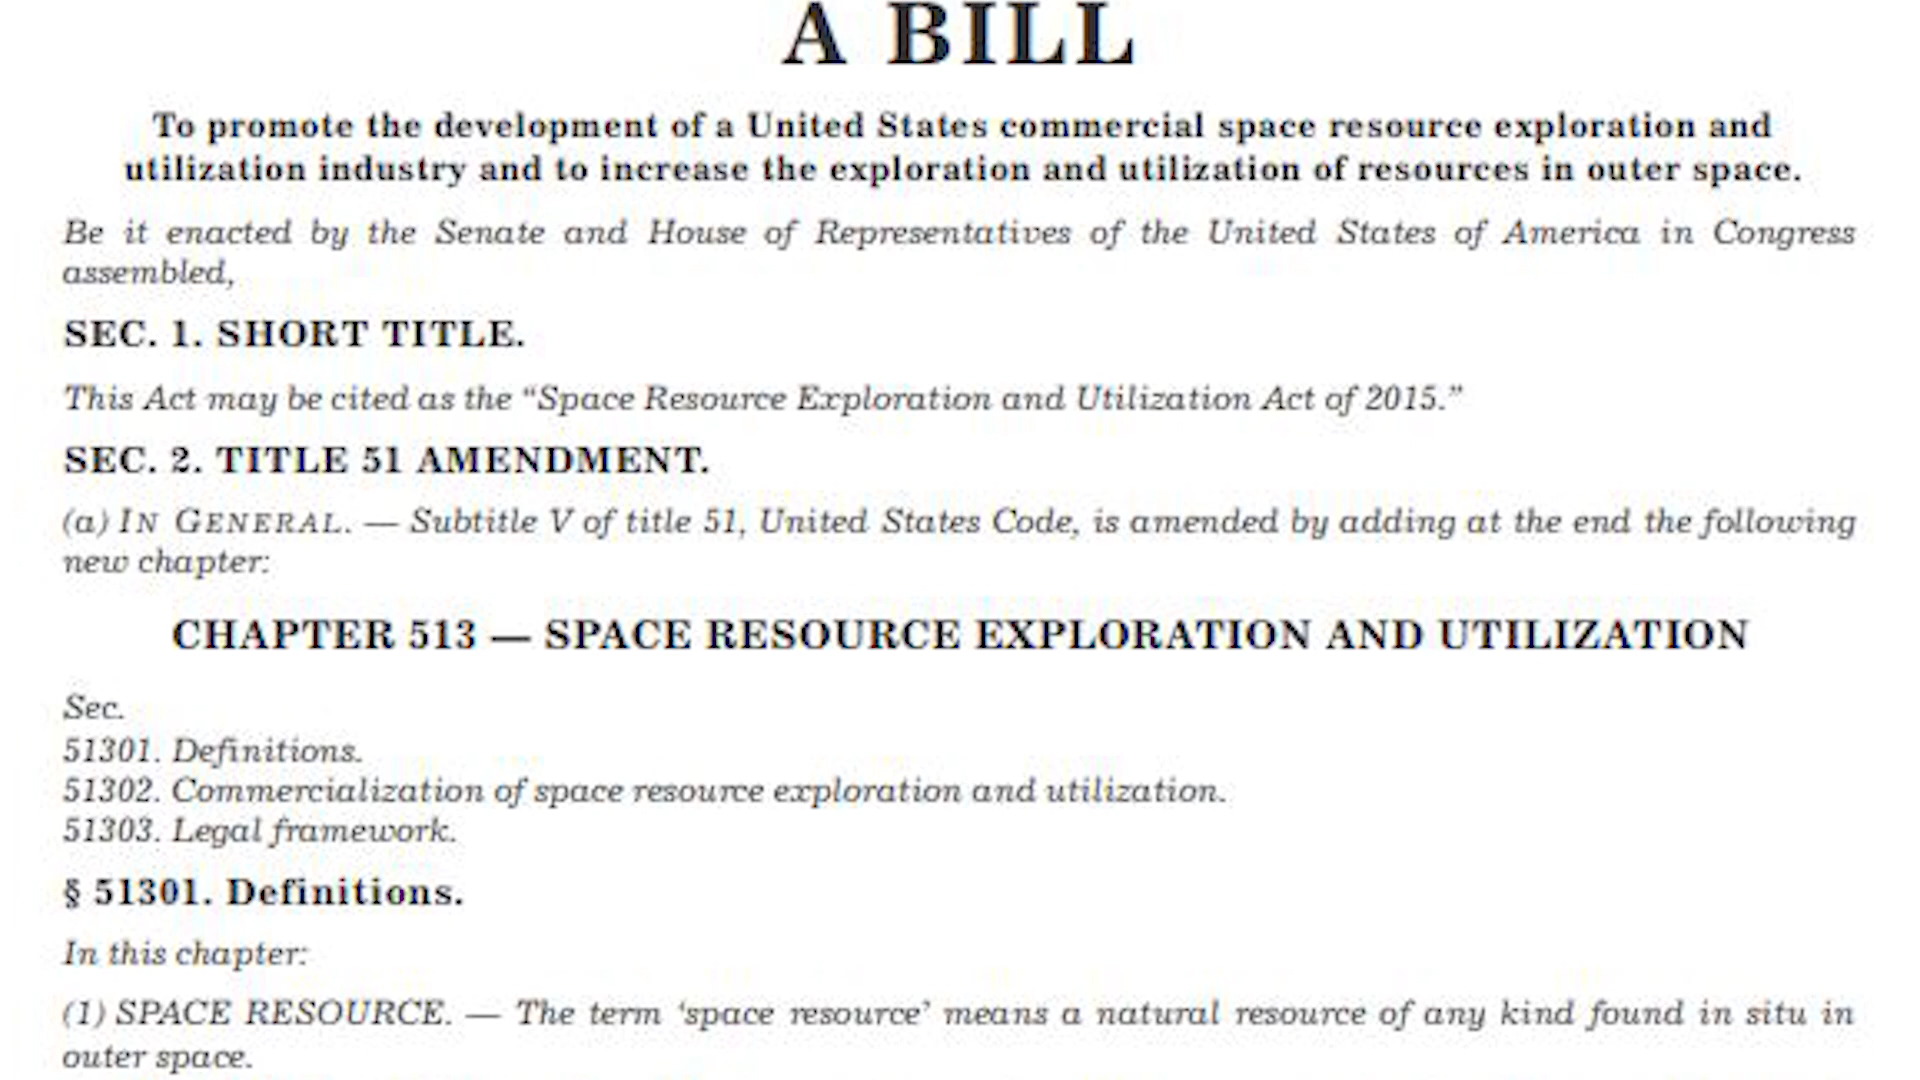 A BILL
To promote the development of a United States commercial space resource exploration and
utilization industry and to increase the exploration and utilization of resources in outer space.
Be it enacted by the Senate and House of Representatives of the United States of America in Congress
assembled,
SEC. 1. SHORT TITLE.
This Act may be cited as the “Space Resource Exploration and Utilization Act of 2015.”
SEC. 2. TITLE 51 AMENDMENT.
(a) IN GENERAL. — Subtitle V of title 51, United States Code, is amended by adding at the end the following
new chapter:
CHAPTER 513 — SPACE RESOURCE EXPLORATION AND UTILIZATION
Sec.
51301. Definitions.
51302. Commercialization of space resource exploration and utilization.
51303. Legal framework.
§ 51301. Definitions.
In this chapter:
(1) SPACE RESOURCE. — The term ‘space resource’ means a natural resource of any kind found in situ in
outer space.